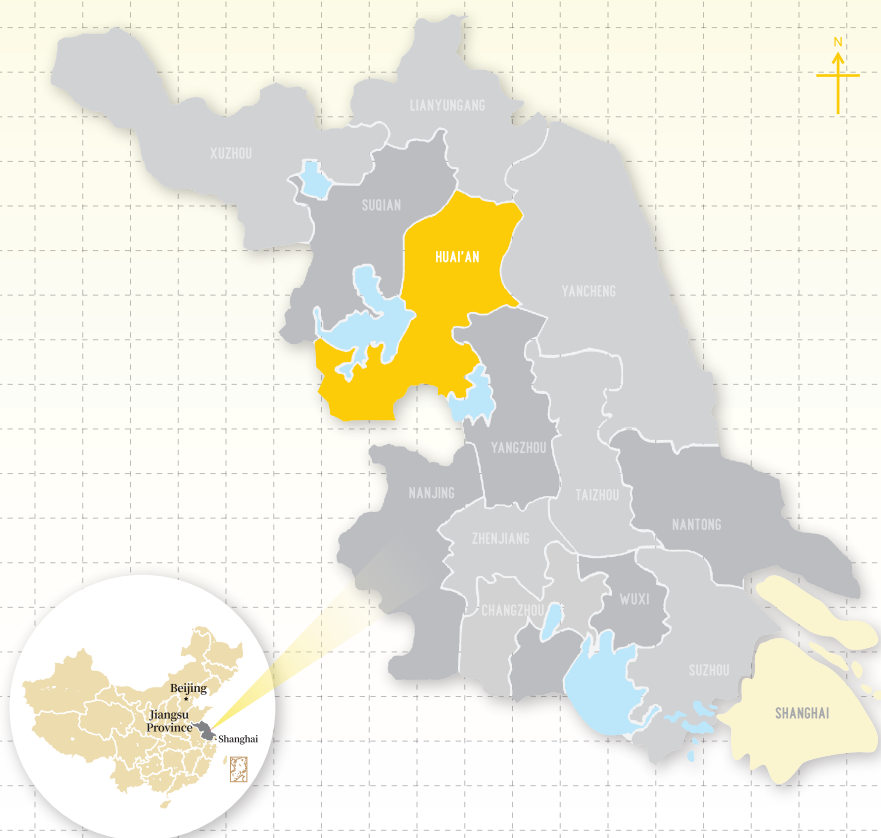 N
LIANYUNGANG
XUZHOU
SUQIAN
HUAI'AN
YANCHENG
YANGZHOU
NANJING
TAIZHOU
NANTONG
ZHENJIANG
CHANGZHOU
WUXI
SUZHOU
SHANGHAI
Beijing
Jiangsu
Province
Shanghai